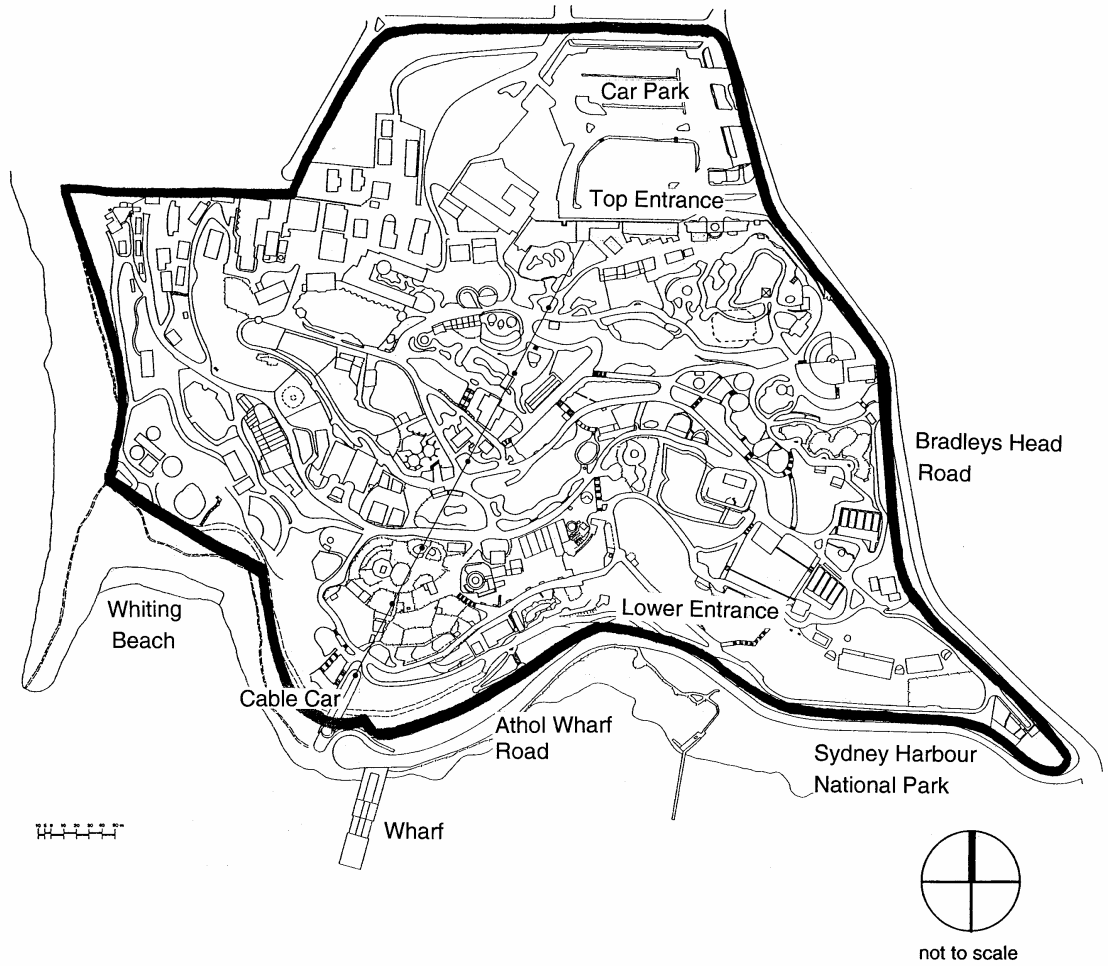 Car Park
Top Entrance
Bradleys Head
Road
Whiting
Beach
Lower Entrance
Cable Car
Athol Wharf
Road
Sydney Harbour
National Park
Wharf
not to scale